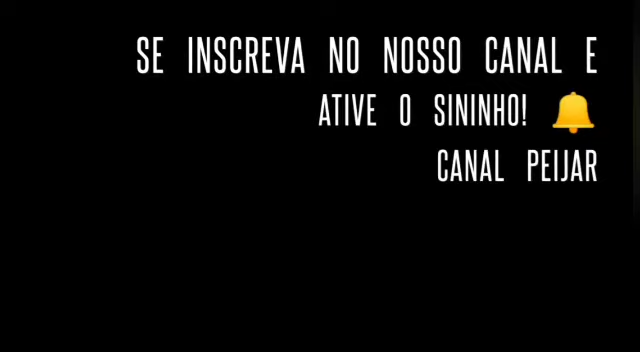 SE INSCREVA NO NOSSO CANAL E
ATIVE O SININHO! 🔔
CANAL PEIJAR